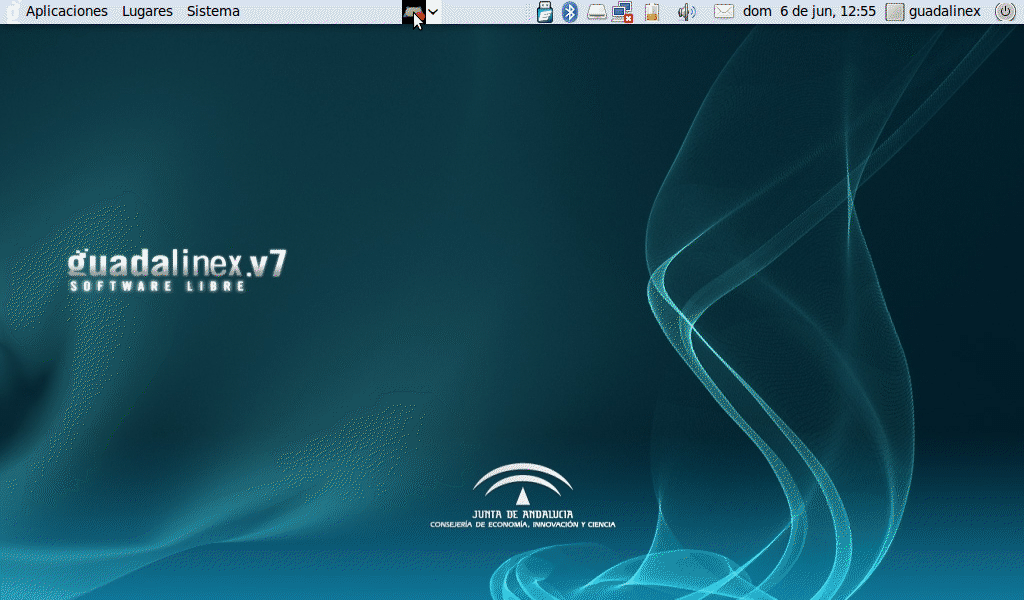 Aplicaciones Lugares Sistema dom 6 de jun, 12:55 guadalinex
guadalinex.v7
SOFTWARE LIBRE
JUNTA DE ANDALUCIA
CONSEJERÍA DE ECONOMÍA, INNOVACIÓN Y CIENCIA